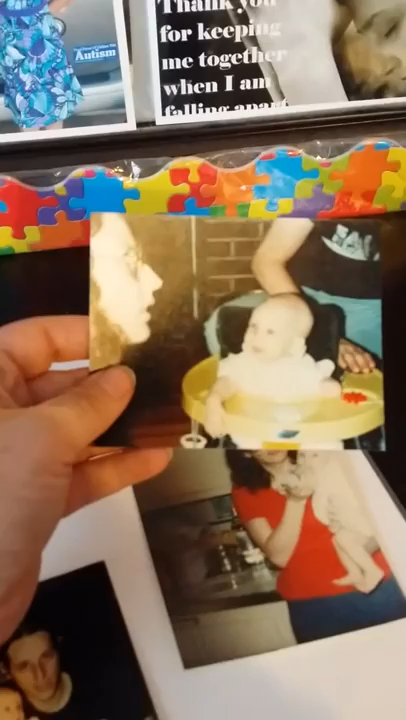 Autism
Thank you
for keeping
me together
when I am
falling apart